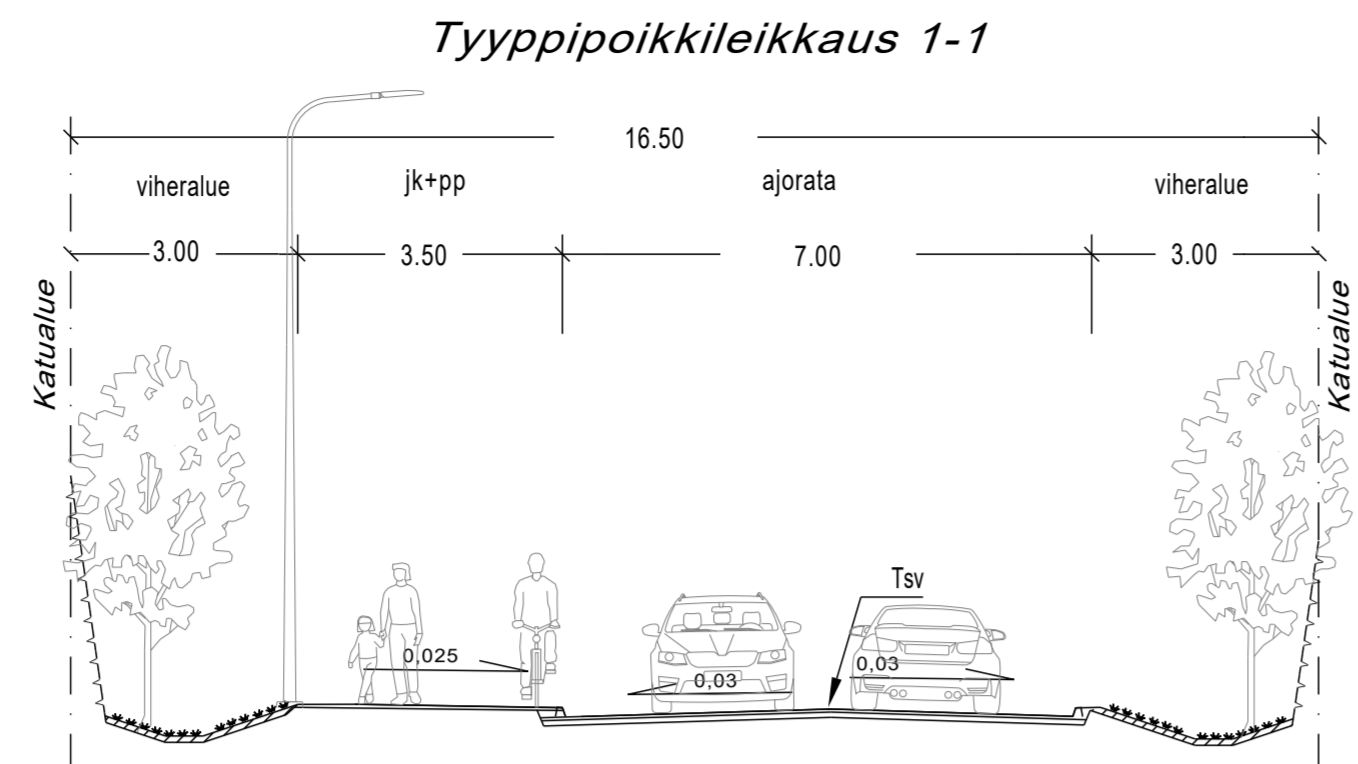 Tyyppipoikkileikkaus 1-1
16.50
viheralue
jk+pp
ajorata
viheralue
3.00
3.50
7.00
3.00
Katualue
Katualue
Tsv
0,025
0,03
0,03